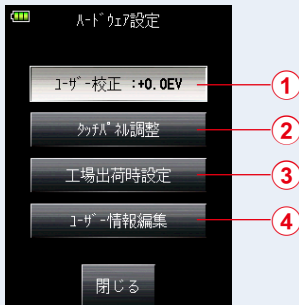 ﾊｰﾄﾞｳｪｱ設定
ﾕｰｻﾞｰ校正 :+0.0EV
①
ﾀｯﾁﾊﾟﾈﾙ調整
②
工場出荷時設定
③
ﾕｰｻﾞｰ情報編集
④
閉じる